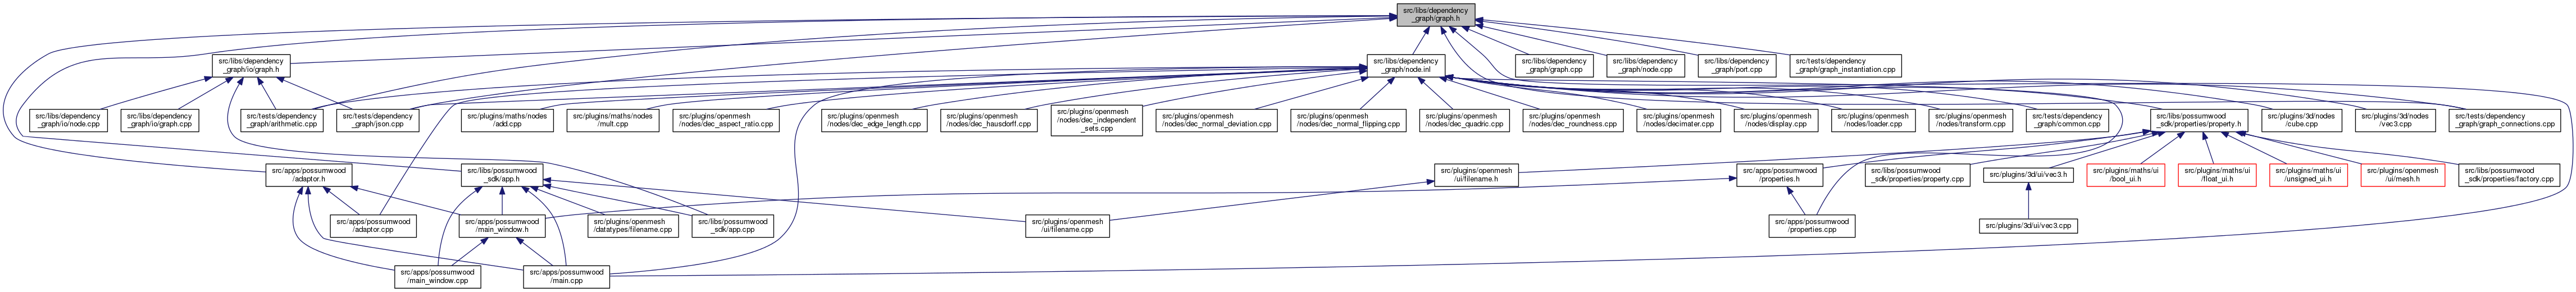 src/libs/dependency
_graph/graph.h
src/libs/dependency
_graph/io/graph.h
src/libs/dependency
_graph/node.inl
src/libs/dependency
_graph/graph.cpp
src/libs/dependency
_graph/node.cpp
src/libs/dependency
_graph/port.cpp
src/tests/dependency
_graph/graph_instantiation.cpp
src/libs/dependency
_graph/io/node.cpp
src/libs/dependency
_graph/io/graph.cpp
src/tests/dependency
_graph/arithmetic.cpp
src/tests/dependency
_graph/json.cpp
src/plugins/maths/nodes
/add.cpp
src/plugins/maths/nodes
/mult.cpp
src/plugins/openmesh
/nodes/dec_aspect_ratio.cpp
src/plugins/openmesh
/nodes/dec_edge_length.cpp
src/plugins/openmesh
/nodes/dec_hausdorff.cpp
src/plugins/openmesh
/nodes/dec_independent
_sets.cpp
src/plugins/openmesh
/nodes/dec_normal_deviation.cpp
src/plugins/openmesh
/nodes/dec_normal_flipping.cpp
src/plugins/openmesh
/nodes/dec_quadric.cpp
src/plugins/openmesh
/nodes/dec_roundness.cpp
src/plugins/openmesh
/nodes/decimater.cpp
src/plugins/openmesh
/nodes/display.cpp
src/plugins/openmesh
/nodes/loader.cpp
src/plugins/openmesh
/nodes/transform.cpp
src/tests/dependency
_graph/common.cpp
src/libs/possumwood
_sdk/properties/property.h
src/plugins/3d/nodes
/cube.cpp
src/plugins/3d/nodes
/vec3.cpp
src/tests/dependency
_graph/graph_connections.cpp
src/apps/possumwood
/adaptor.h
src/libs/possumwood
_sdk/app.h
src/plugins/openmesh
/ui/filename.h
src/apps/possumwood
/properties.h
src/libs/possumwood
_sdk/properties/property.cpp
src/plugins/3d/ui/vec3.h
src/plugins/maths/ui
/bool_ui.h
src/plugins/maths/ui
/float_ui.h
src/plugins/maths/ui
/unsigned_ui.h
src/plugins/openmesh
/ui/mesh.h
src/libs/possumwood
_sdk/properties/factory.cpp
src/apps/possumwood
/adaptor.cpp
src/apps/possumwood
/main_window.h
src/plugins/openmesh
/datatypes/filename.cpp
src/libs/possumwood
_sdk/app.cpp
src/plugins/openmesh
/ui/filename.cpp
src/apps/possumwood
/properties.cpp
src/plugins/3d/ui/vec3.cpp
src/apps/possumwood
/main_window.cpp
src/apps/possumwood
/main.cpp